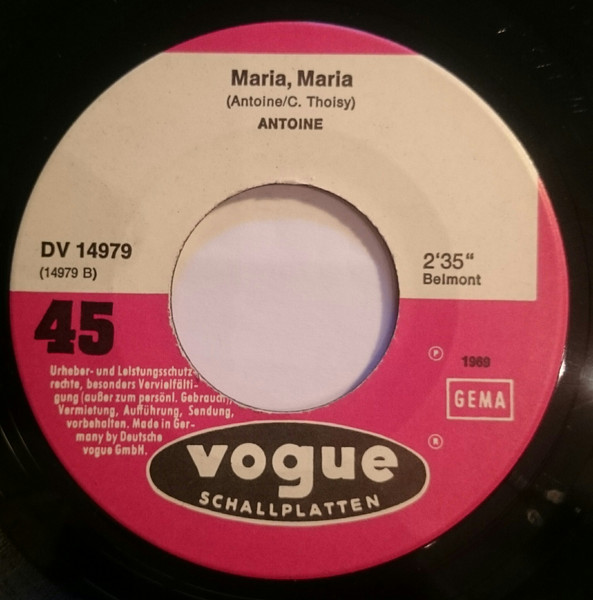 Maria, Maria
(Antoine/C. Thoisy)
ANTOINE
DV 14979
(14979 B)
2'35"
Belmont
45
Urheber- und Leistungsschutz-
rechte, besonders Vervielfälti-
gung (außer zum persönl. Gebrauch),
Vermietung, Aufführung, Sendung,
vorbehalten. Made in Ger-
many by Deutsche
vogue GmbH.
Ⓟ 1969
GEMA
®
vogue
SCHALLPLATTEN